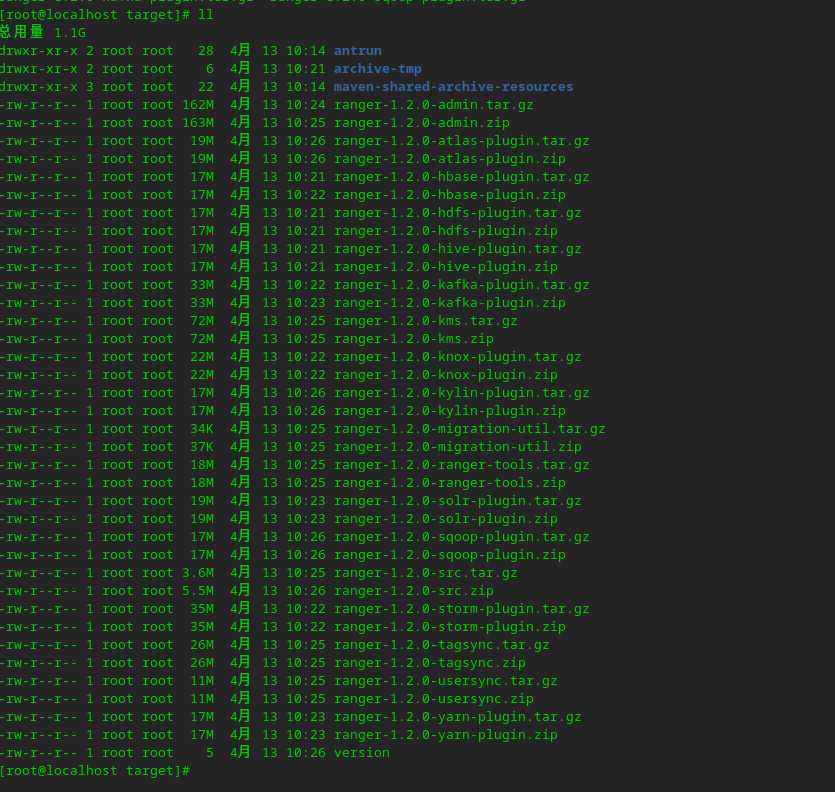 [root@localhost target]# ll
总用量 1.1G
drwxr-xr-x 2 root root 28 4月 13 10:14 antrun
drwxr-xr-x 2 root root 6 4月 13 10:21 archive-tmp
drwxr-xr-x 3 root root 22 4月 13 10:14 maven-shared-archive-resources
-rw-r--r-- 1 root root 162M 4月 13 10:24 ranger-1.2.0-admin.tar.gz
-rw-r--r-- 1 root root 163M 4月 13 10:25 ranger-1.2.0-admin.zip
-rw-r--r-- 1 root root 19M 4月 13 10:26 ranger-1.2.0-atlas-plugin.tar.gz
-rw-r--r-- 1 root root 19M 4月 13 10:26 ranger-1.2.0-atlas-plugin.zip
-rw-r--r-- 1 root root 17M 4月 13 10:21 ranger-1.2.0-hbase-plugin.tar.gz
-rw-r--r-- 1 root root 17M 4月 13 10:22 ranger-1.2.0-hbase-plugin.zip
-rw-r--r-- 1 root root 17M 4月 13 10:21 ranger-1.2.0-hdfs-plugin.tar.gz
-rw-r--r-- 1 root root 17M 4月 13 10:21 ranger-1.2.0-hdfs-plugin.zip
-rw-r--r-- 1 root root 17M 4月 13 10:21 ranger-1.2.0-hive-plugin.tar.gz
-rw-r--r-- 1 root root 17M 4月 13 10:21 ranger-1.2.0-hive-plugin.zip
-rw-r--r-- 1 root root 33M 4月 13 10:22 ranger-1.2.0-kafka-plugin.tar.gz
-rw-r--r-- 1 root root 33M 4月 13 10:23 ranger-1.2.0-kafka-plugin.zip
-rw-r--r-- 1 root root 72M 4月 13 10:25 ranger-1.2.0-kms.tar.gz
-rw-r--r-- 1 root root 72M 4月 13 10:25 ranger-1.2.0-kms.zip
-rw-r--r-- 1 root root 22M 4月 13 10:22 ranger-1.2.0-knox-plugin.tar.gz
-rw-r--r-- 1 root root 22M 4月 13 10:22 ranger-1.2.0-knox-plugin.zip
-rw-r--r-- 1 root root 17M 4月 13 10:26 ranger-1.2.0-kylin-plugin.tar.gz
-rw-r--r-- 1 root root 17M 4月 13 10:26 ranger-1.2.0-kylin-plugin.zip
-rw-r--r-- 1 root root 34K 4月 13 10:25 ranger-1.2.0-migration-util.tar.gz
-rw-r--r-- 1 root root 37K 4月 13 10:25 ranger-1.2.0-migration-util.zip
-rw-r--r-- 1 root root 18M 4月 13 10:25 ranger-1.2.0-ranger-tools.tar.gz
-rw-r--r-- 1 root root 18M 4月 13 10:25 ranger-1.2.0-ranger-tools.zip
-rw-r--r-- 1 root root 19M 4月 13 10:23 ranger-1.2.0-solr-plugin.tar.gz
-rw-r--r-- 1 root root 19M 4月 13 10:23 ranger-1.2.0-solr-plugin.zip
-rw-r--r-- 1 root root 17M 4月 13 10:26 ranger-1.2.0-sqoop-plugin.tar.gz
-rw-r--r-- 1 root root 17M 4月 13 10:26 ranger-1.2.0-sqoop-plugin.zip
-rw-r--r-- 1 root root 3.6M 4月 13 10:25 ranger-1.2.0-src.tar.gz
-rw-r--r-- 1 root root 5.5M 4月 13 10:26 ranger-1.2.0-src.zip
-rw-r--r-- 1 root root 35M 4月 13 10:22 ranger-1.2.0-storm-plugin.tar.gz
-rw-r--r-- 1 root root 35M 4月 13 10:22 ranger-1.2.0-storm-plugin.zip
-rw-r--r-- 1 root root 26M 4月 13 10:25 ranger-1.2.0-tagsync.tar.gz
-rw-r--r-- 1 root root 26M 4月 13 10:25 ranger-1.2.0-tagsync.zip
-rw-r--r-- 1 root root 11M 4月 13 10:25 ranger-1.2.0-usersync.tar.gz
-rw-r--r-- 1 root root 11M 4月 13 10:25 ranger-1.2.0-usersync.zip
-rw-r--r-- 1 root root 17M 4月 13 10:23 ranger-1.2.0-yarn-plugin.tar.gz
-rw-r--r-- 1 root root 17M 4月 13 10:23 ranger-1.2.0-yarn-plugin.zip
-rw-r--r-- 1 root root 5 4月 13 10:26 version
[root@localhost target]#